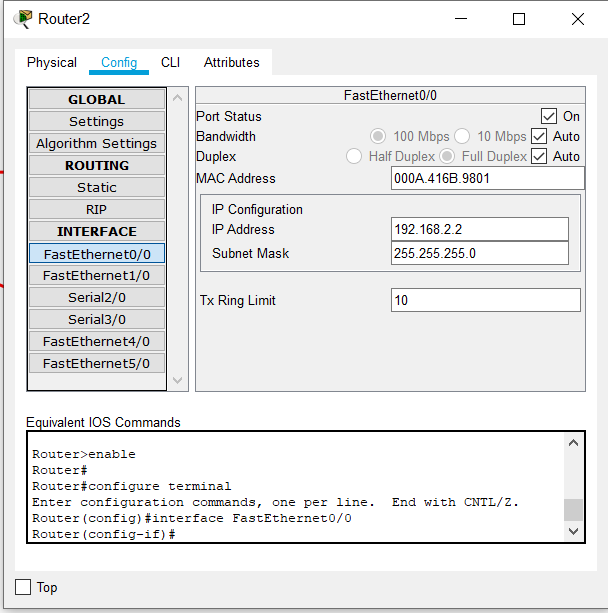 Router2
Physical Config CLI Attributes
GLOBAL
Settings
Algorithm Settings
ROUTING
Static
RIP
INTERFACE
FastEthernet0/0
FastEthernet1/0
Serial2/0
Serial3/0
FastEthernet4/0
FastEthernet5/0
FastEthernet0/0
Port Status On
Bandwidth 100 Mbps 10 Mbps Auto
Duplex Half Duplex Full Duplex Auto
MAC Address 000A.416B.9801
IP Configuration
IP Address 192.168.2.2
Subnet Mask 255.255.255.0
Tx Ring Limit 10
Equivalent IOS Commands
Router>enable
Router#
Router#configure terminal
Enter configuration commands, one per line.  End with CNTL/Z.
Router(config)#interface FastEthernet0/0
Router(config-if)#
Top